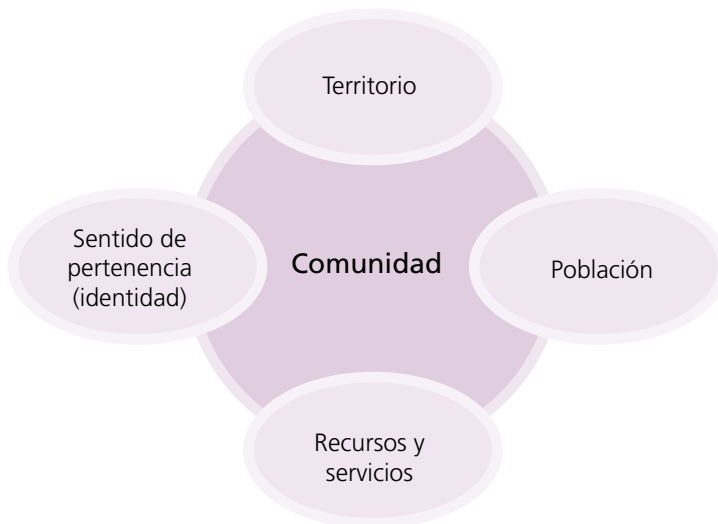 Territorio
Sentido de
pertenencia
(identidad)
Comunidad
Población
Recursos y
servicios